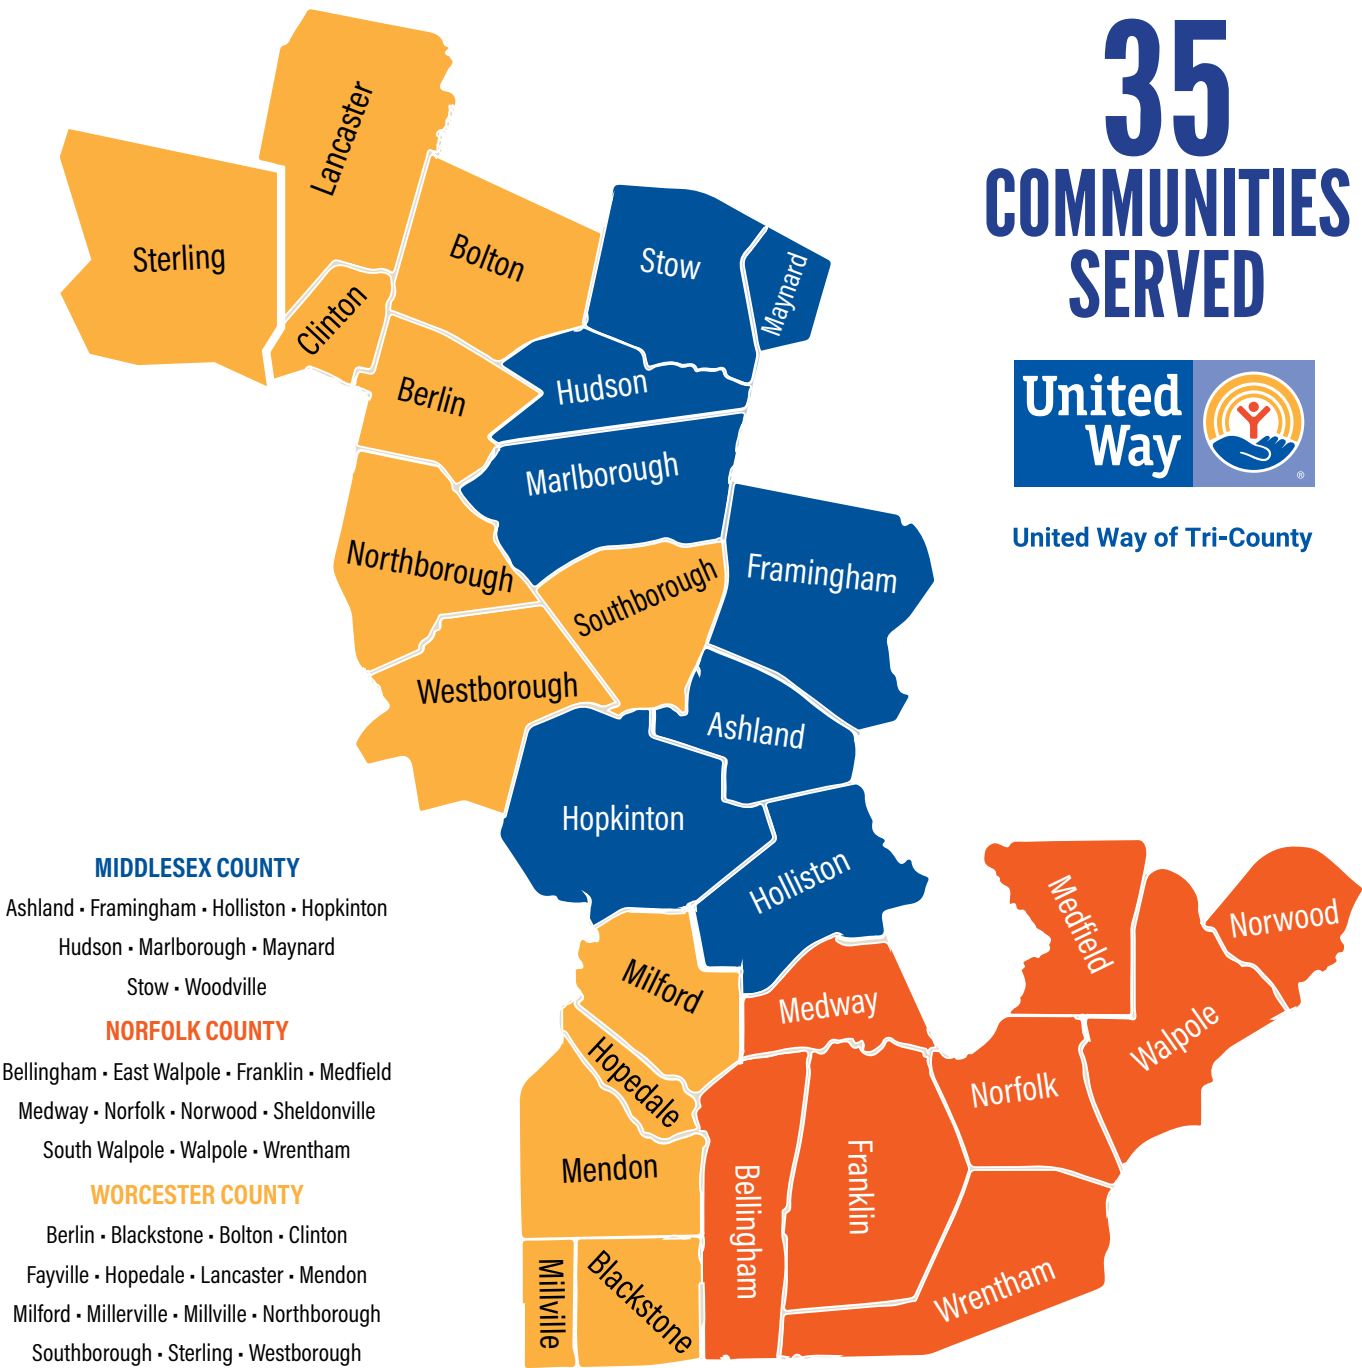 35
COMMUNITIES
SERVED
United
Way
®
United Way of Tri-County
Lancaster
Sterling
Bolton
Stow
Maynard
Clinton
Berlin
Hudson
Marlborough
Northborough
Southborough
Framingham
Westborough
Ashland
Hopkinton
Holliston
Medfield
Norwood
Milford
Medway
Walpole
Hopedale
Norfolk
Mendon
Bellingham
Franklin
Millville
Blackstone
Wrentham
MIDDLESEX COUNTY
Ashland · Framingham · Holliston · Hopkinton
Hudson · Marlborough · Maynard
Stow · Woodville
NORFOLK COUNTY
Bellingham · East Walpole · Franklin · Medfield
Medway · Norfolk · Norwood · Sheldonville
South Walpole · Walpole · Wrentham
WORCESTER COUNTY
Berlin · Blackstone · Bolton · Clinton
Fayville · Hopedale · Lancaster · Mendon
Milford · Millerville · Millville · Northborough
Southborough · Sterling · Westborough